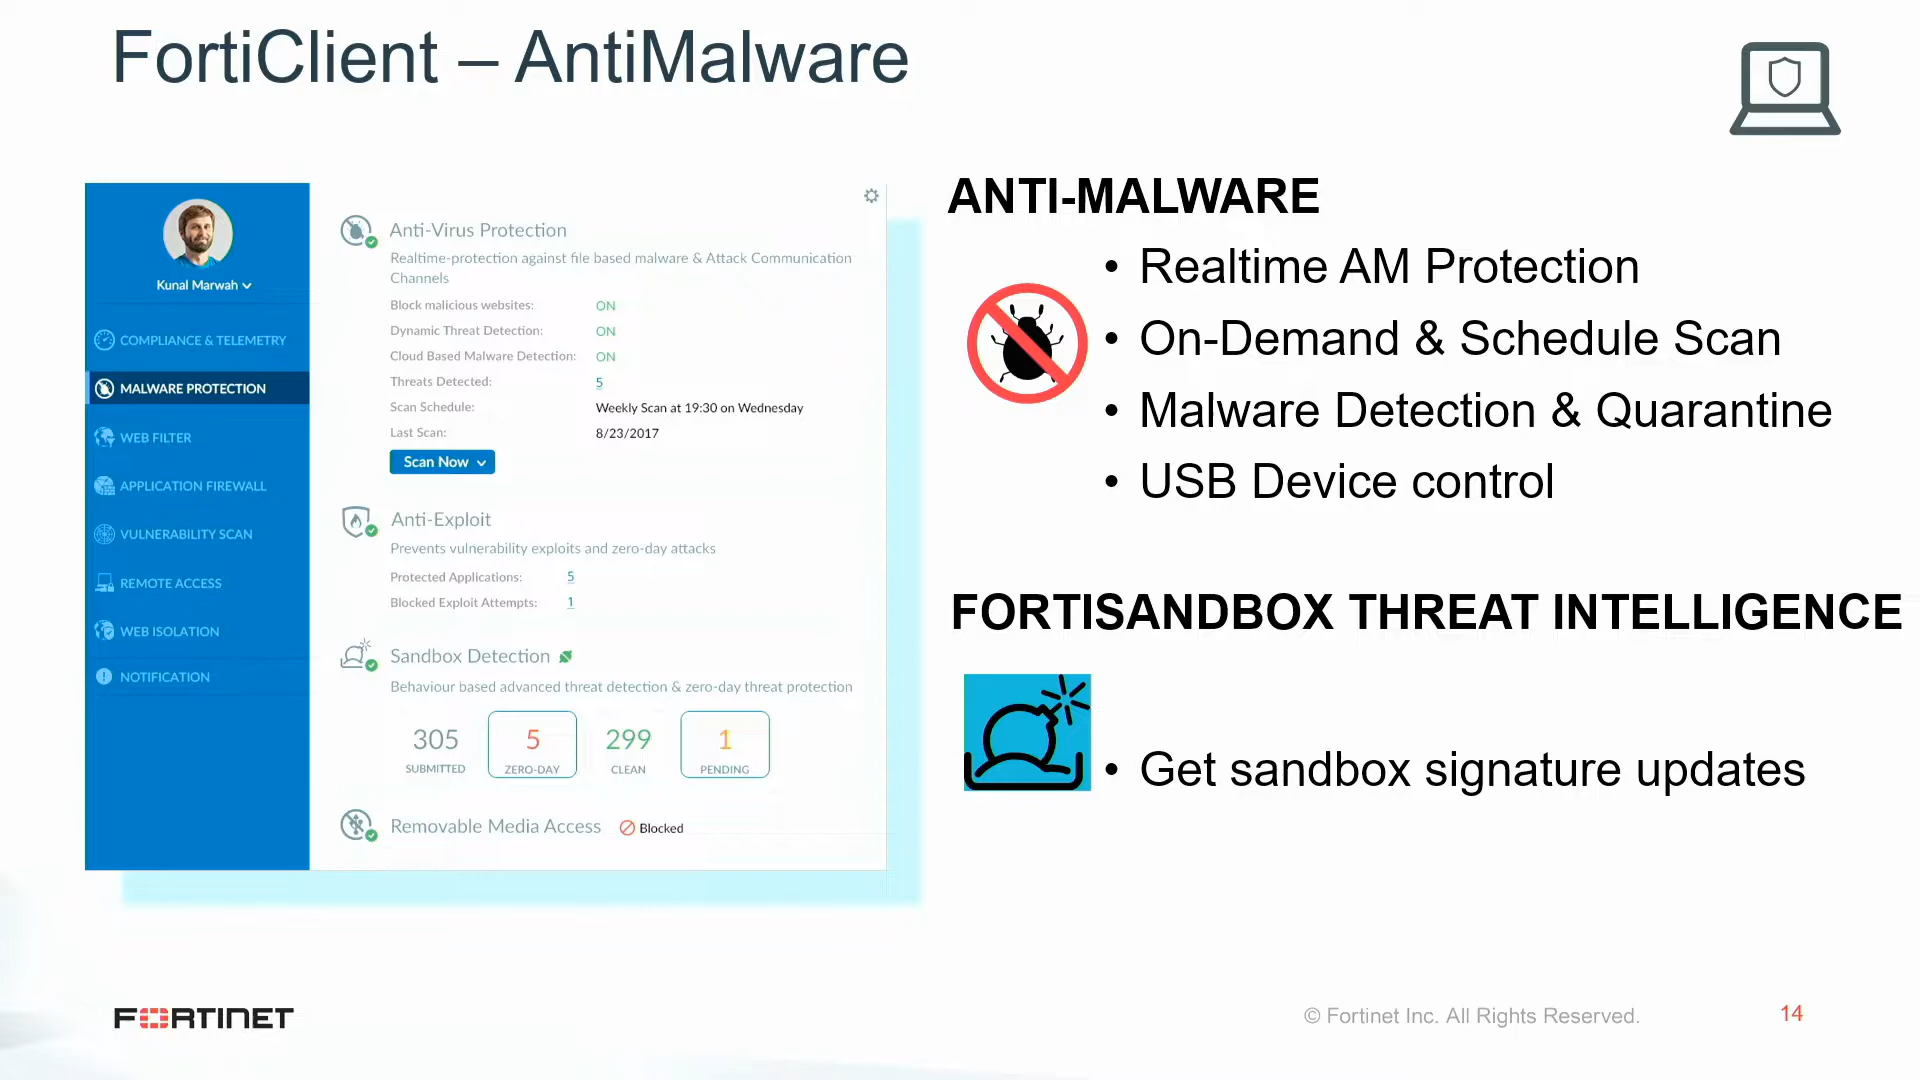 FortiClient – AntiMalware
Kunal Marwah
COMPLIANCE & TELEMETRY
MALWARE PROTECTION
WEB FILTER
APPLICATION FIREWALL
VULNERABILITY SCAN
REMOTE ACCESS
WEB ISOLATION
NOTIFICATION
Anti-Virus Protection
Realtime-protection against file based malware & Attack Communication
Channels
Block malicious websites: ON
Dynamic Threat Detection: ON
Cloud Based Malware Detection: ON
Threats Detected: 5
Scan Schedule: Weekly Scan at 19:30 on Wednesday
Last Scan: 8/23/2017
Scan Now
Anti-Exploit
Prevents vulnerability exploits and zero-day attacks
Protected Applications: 5
Blocked Exploit Attempts: 1
Sandbox Detection
Behaviour based advanced threat detection & zero-day threat protection
305 5 299 1
SUBMITTED ZERO-DAY CLEAN PENDING
Removable Media Access Blocked
ANTI-MALWARE
• Realtime AM Protection
• On-Demand & Schedule Scan
• Malware Detection & Quarantine
• USB Device control
FORTISANDBOX THREAT INTELLIGENCE
• Get sandbox signature updates
FORTINET
© Fortinet Inc. All Rights Reserved.
14